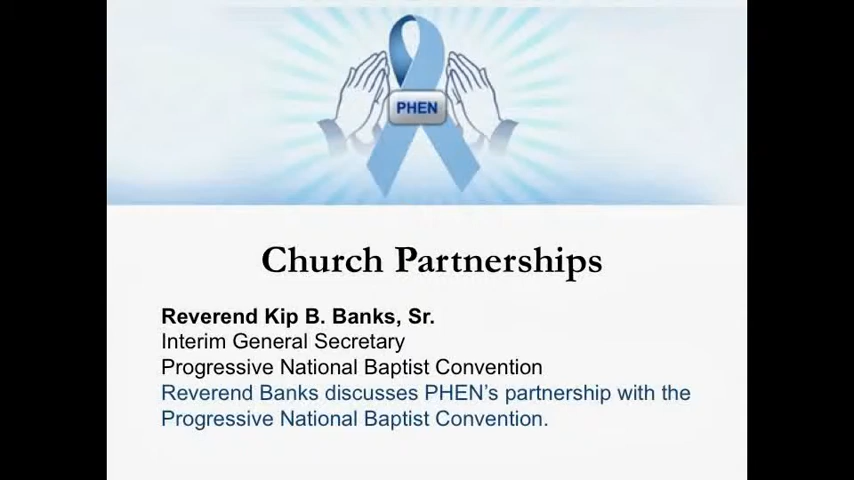 PHEN
Church Partnerships
Reverend Kip B. Banks, Sr.
Interim General Secretary
Progressive National Baptist Convention
Reverend Banks discusses PHEN’s partnership with the
Progressive National Baptist Convention.